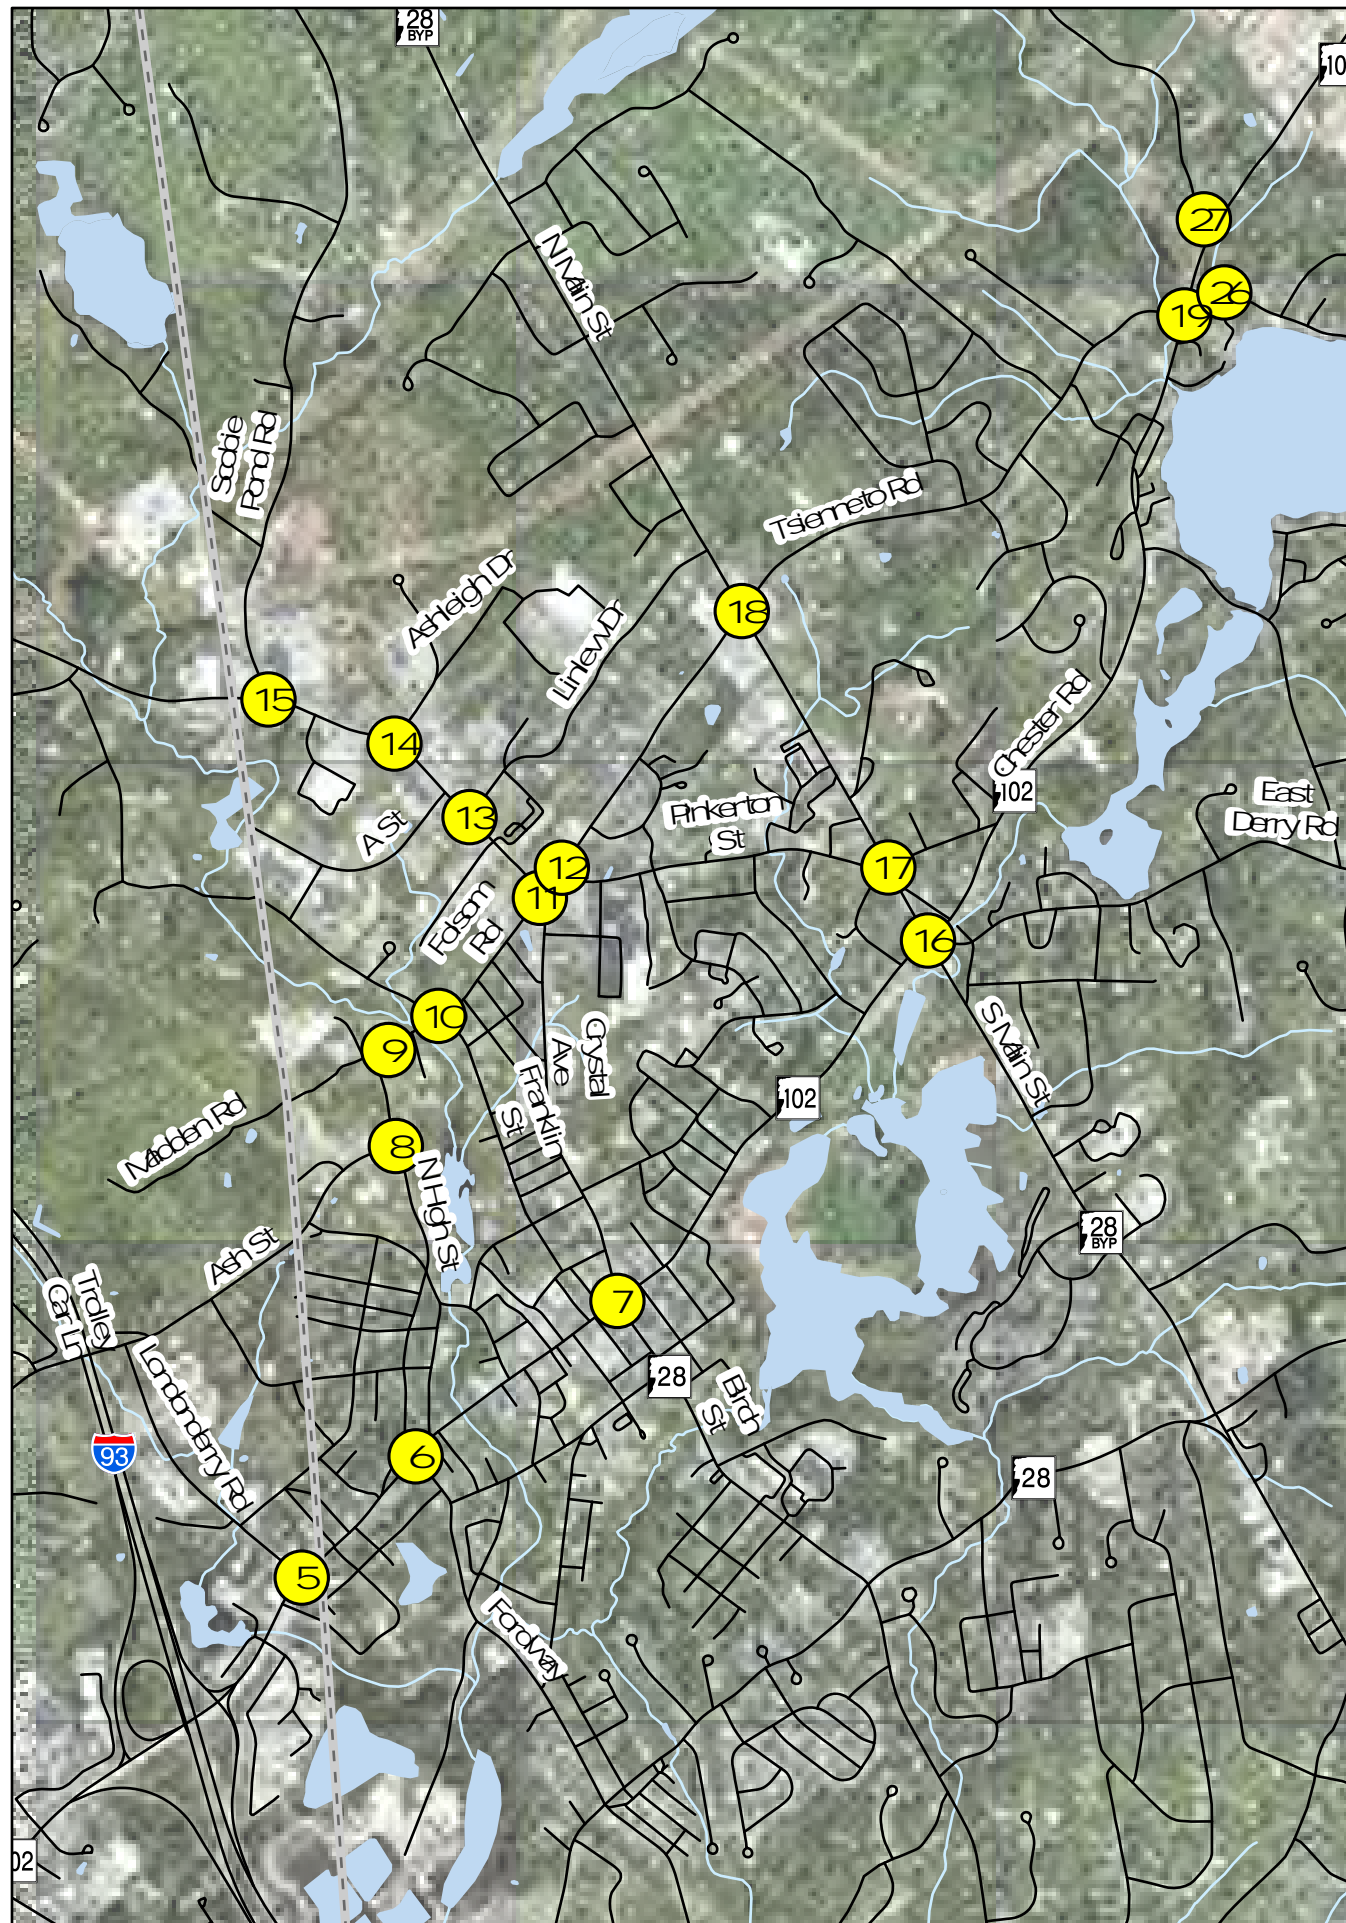 28
BYP
10
27
26
19
N Main St
Scobie
Pond Rd
Tsienneto Rd
Ashleigh Dr
Linlew Dr
18
15
14
Chester Rd
102
East
Derry Rd
13
A St
Pinkerton
St
12
17
11
Folsom
Rd
16
10
9
Crystal
Ave
S Main St
Franklin
St
102
Madden Rd
8
N High St
28
BYP
Ash St
Trolley
Car Ln
7
Londonderry Rd
28
Birch
St
93
6
28
5
Fordway
02